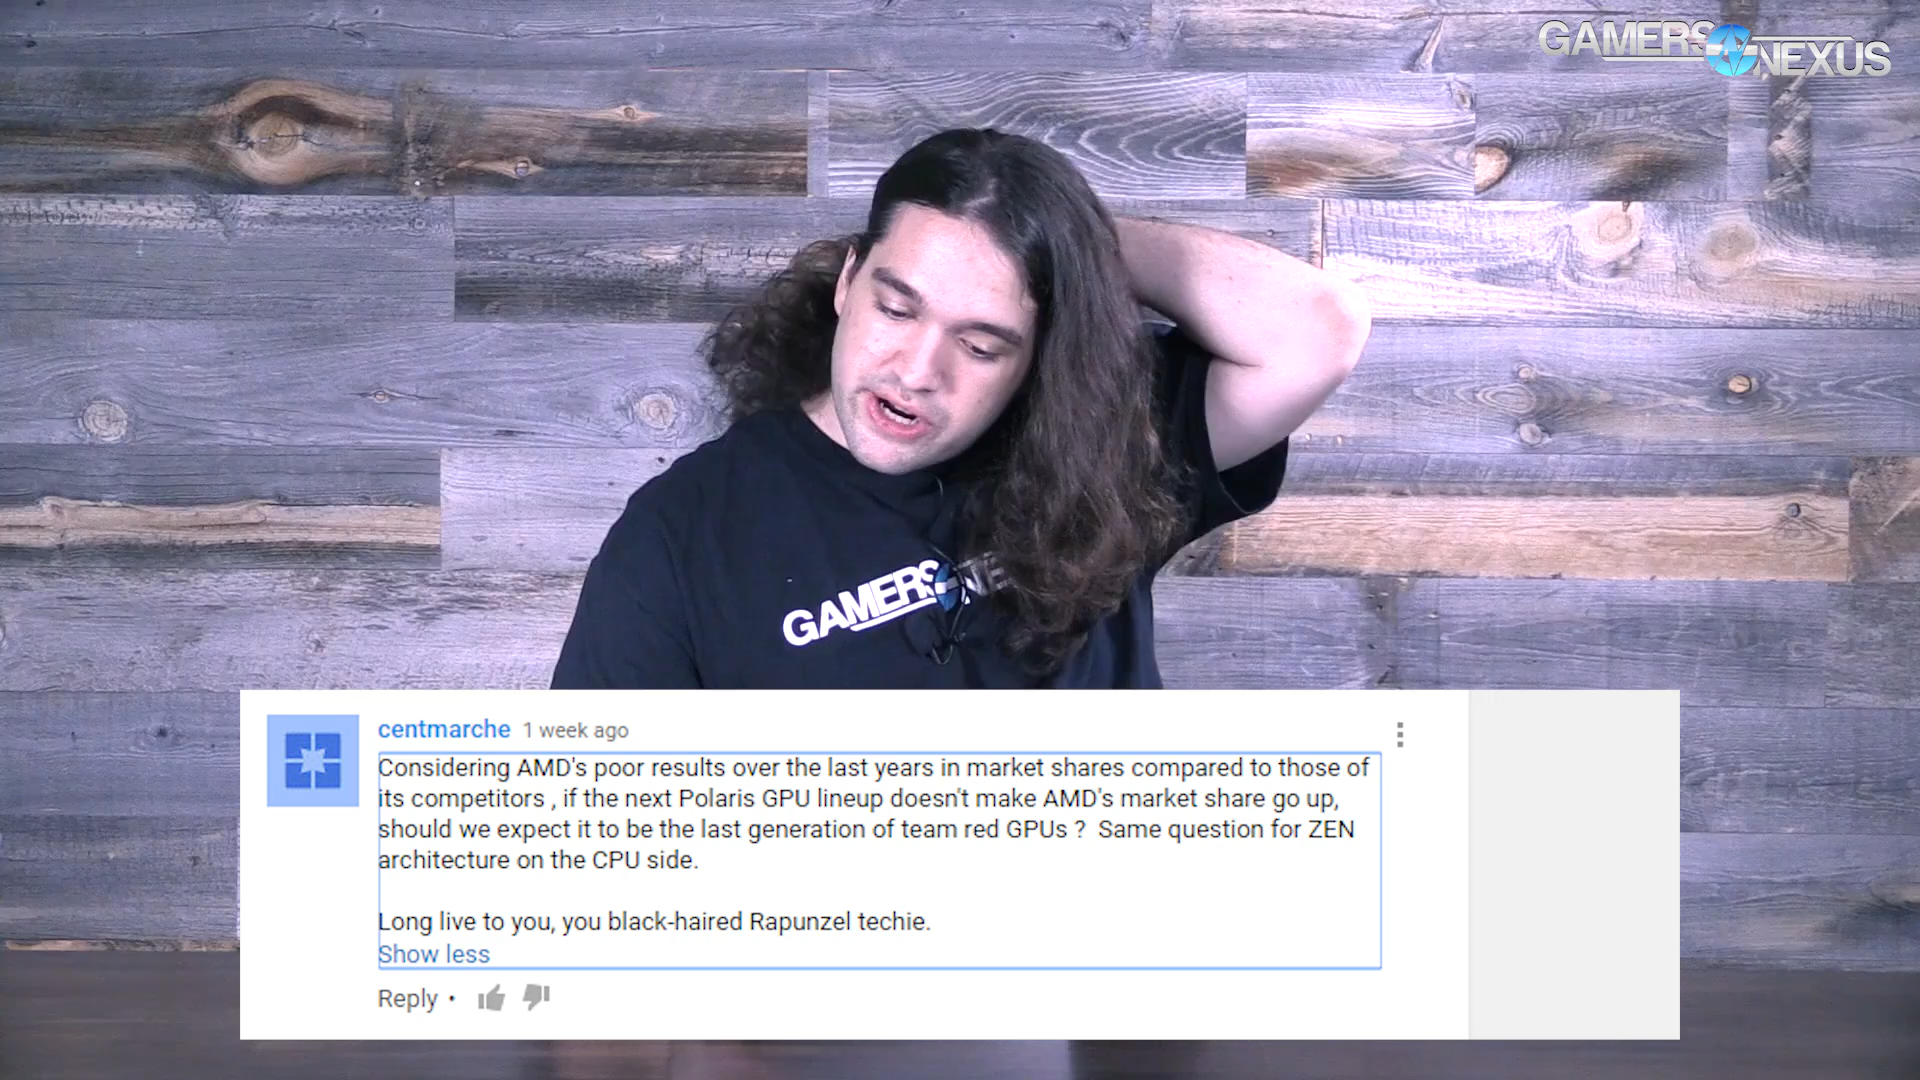 GAMERS NEXUS
GAMERS NE
centmarche 1 week ago
Considering AMD's poor results over the last years in market shares compared to those of
its competitors , if the next Polaris GPU lineup doesn't make AMD's market share go up,
should we expect it to be the last generation of team red GPUs ?  Same question for ZEN
architecture on the CPU side.
Long live to you, you black-haired Rapunzel techie.
Show less
Reply •